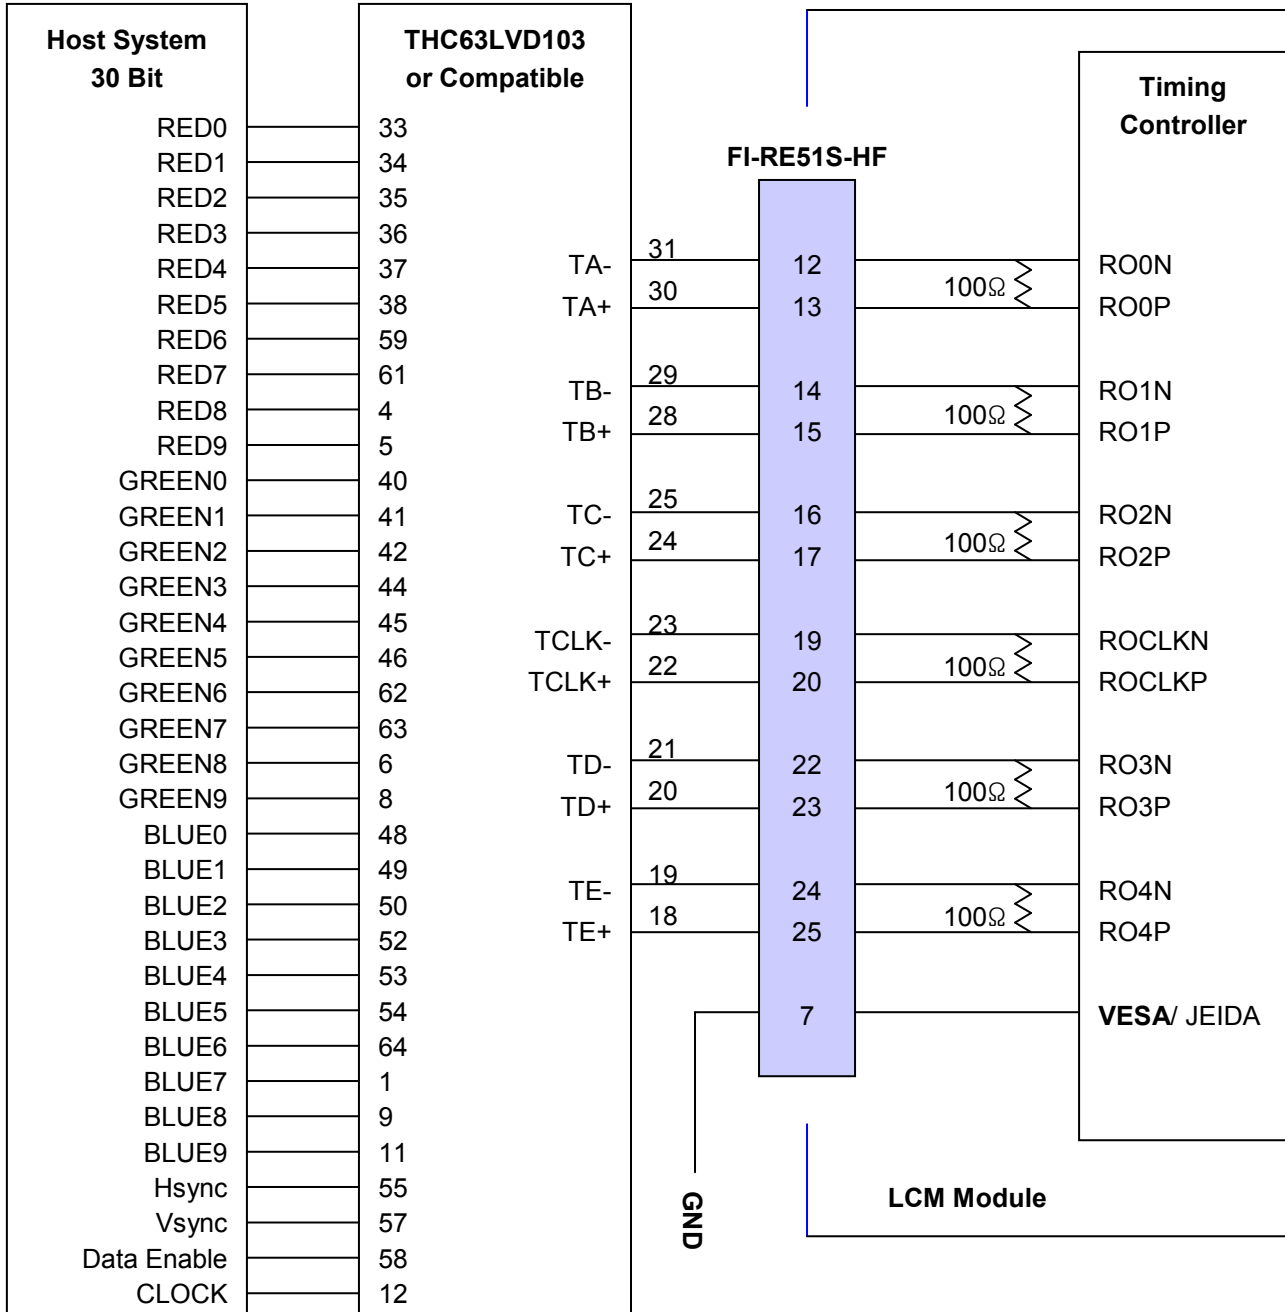 Host System
30 Bit
RED0
RED1
RED2
RED3
RED4
RED5
RED6
RED7
RED8
RED9
GREEN0
GREEN1
GREEN2
GREEN3
GREEN4
GREEN5
GREEN6
GREEN7
GREEN8
GREEN9
BLUE0
BLUE1
BLUE2
BLUE3
BLUE4
BLUE5
BLUE6
BLUE7
BLUE8
BLUE9
Hsync
Vsync
Data Enable
CLOCK
THC63LVD103
or Compatible
33
34
35
36
37
38
59
61
4
5
40
41
42
44
45
46
62
63
6
8
48
49
50
52
53
54
64
1
9
11
55
57
58
12
TA-
TA+
TB-
TB+
TC-
TC+
TCLK-
TCLK+
TD-
TD+
TE-
TE+
31
30
29
28
25
24
23
22
21
20
19
18
GND
FI-RE51S-HF
12
13
14
15
16
17
19
20
22
23
24
25
7
100Ω
100Ω
100Ω
100Ω
100Ω
100Ω
Timing
Controller
RO0N
RO0P
RO1N
RO1P
RO2N
RO2P
ROCLKN
ROCLKP
RO3N
RO3P
RO4N
RO4P
VESA/ JEIDA
LCM Module